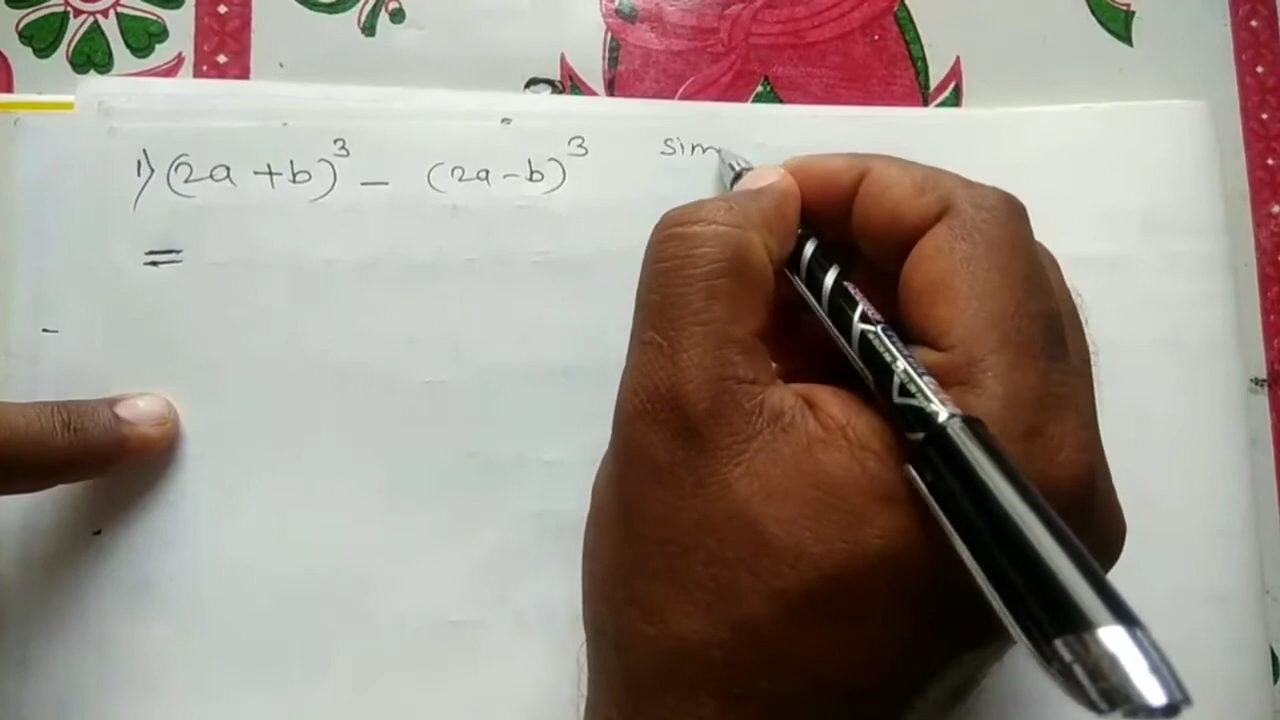 1) (2a + b)³ - (2a - b)³ sim
=